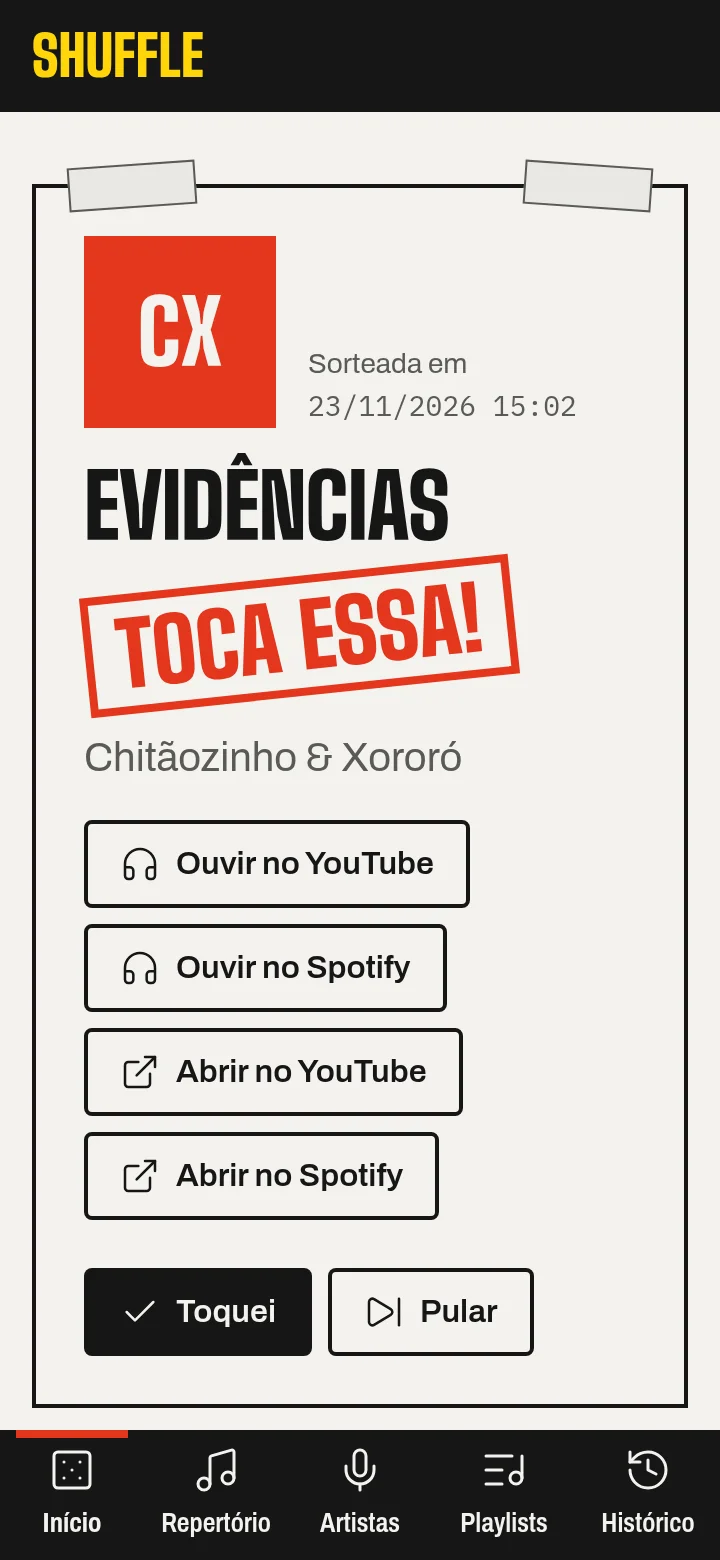 SHUFFLE
CX
Sorteada em
23/11/2026 15:02
EVIDÊNCIAS
TOCA ESSA!
Chitãozinho & Xororó
Ouvir no YouTube
Ouvir no Spotify
Abrir no YouTube
Abrir no Spotify
Toquei
Pular
Início
Repertório
Artistas
Playlists
Histórico